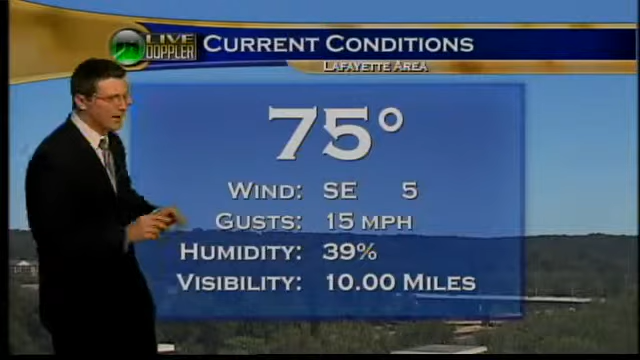 LIVE
DOPPLER
CURRENT CONDITIONS
LAFAYETTE AREA
75°
WIND: SE 5
GUSTS: 15 MPH
HUMIDITY: 39%
VISIBILITY: 10.00 MILES